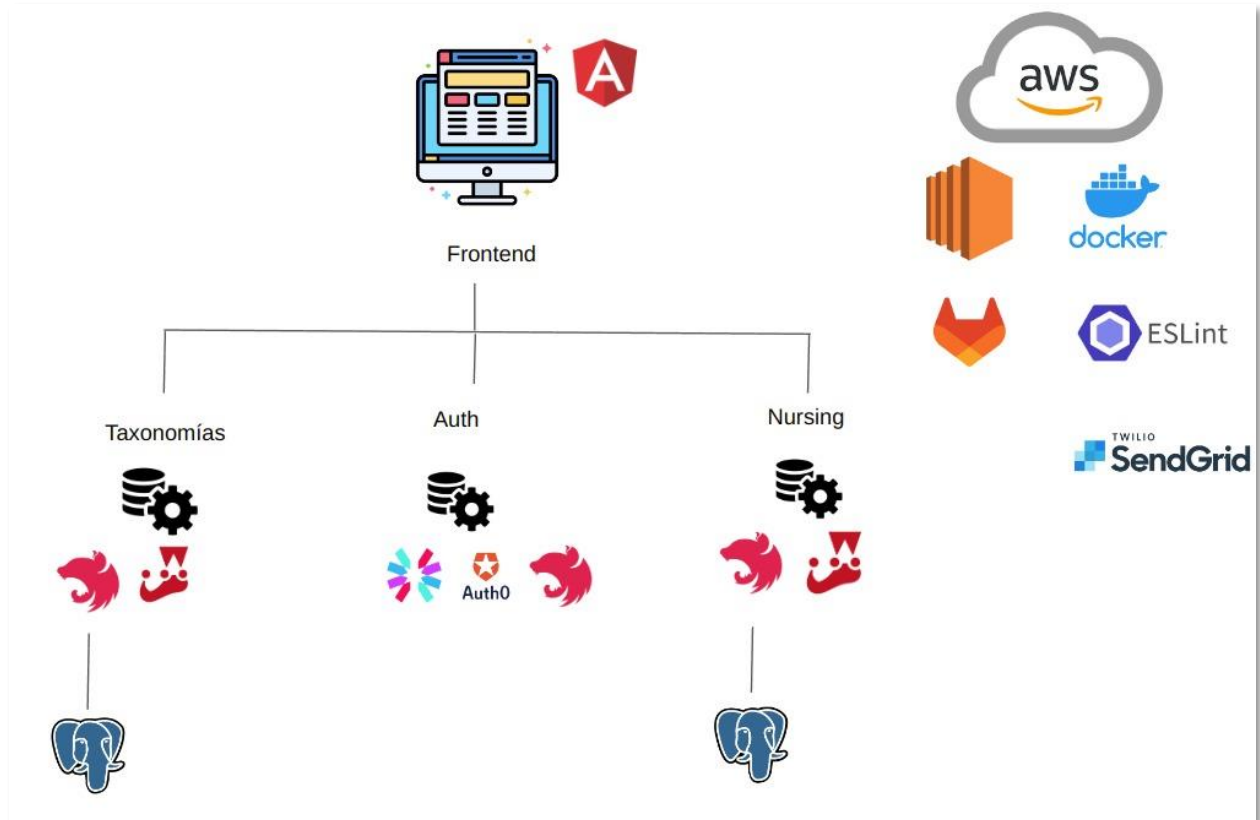 Frontend
Taxonomías
Auth
Nursing
Auth0
aws
docker
ESLint
TWILIO
SendGrid